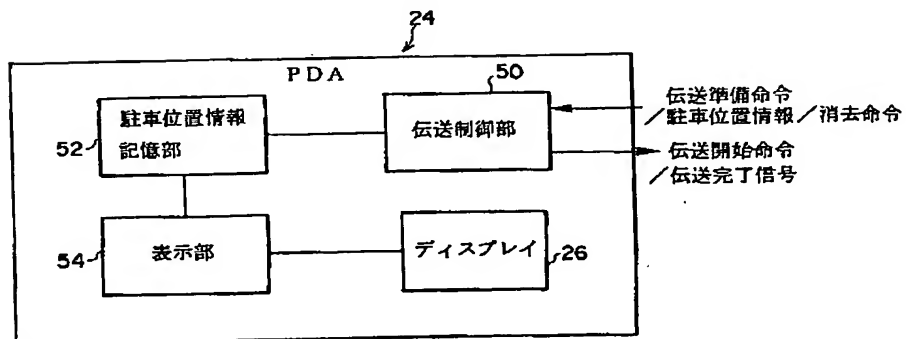 24
PDA
50
駐車位置情報
記憶部
52
伝送制御部
伝送準備命令
/駐車位置情報/消去命令
伝送開始命令
/伝送完了信号
54
表示部
ディスプレイ
26